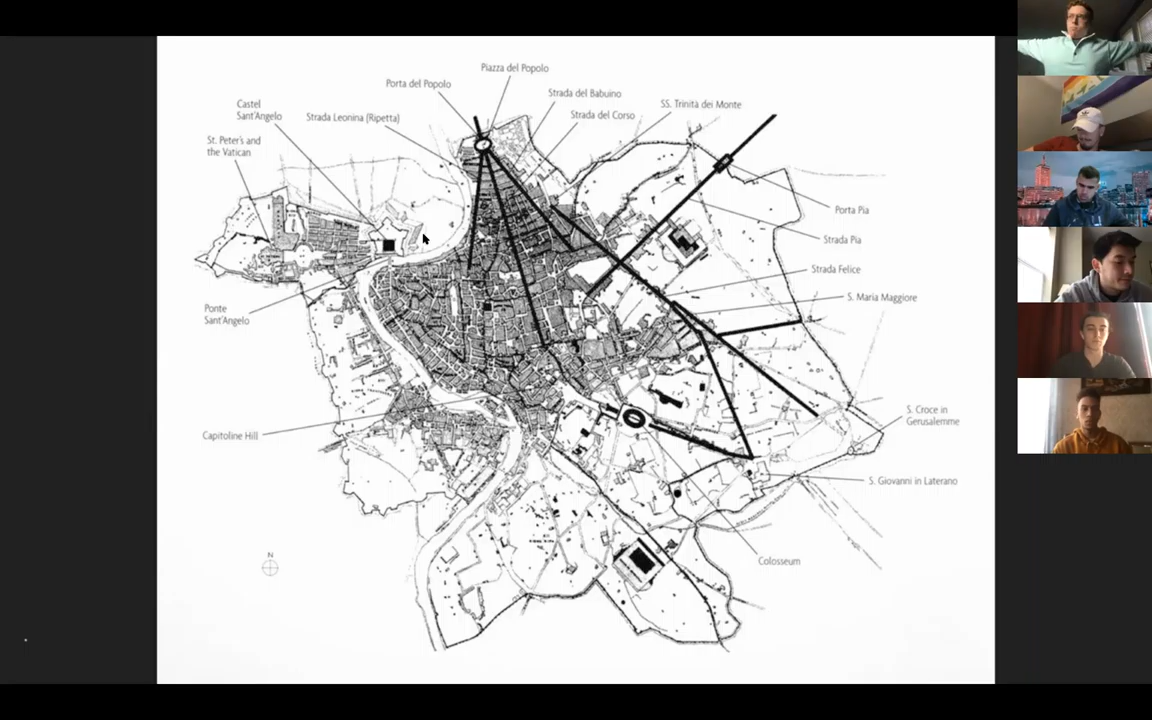 Piazza del Popolo
Porta del Popolo
Strada del Babuino
Castel
Sant'Angelo
SS. Trinità dei Monte
Strada Leonina (Ripetta)
Strada del Corso
St. Peter's and
the Vatican
Porta Pia
Strada Pia
Strada Felice
S. Maria Maggiore
Ponte
Sant'Angelo
S. Croce in
Gerusalemme
Capitoline Hill
S. Giovanni in Laterano
Colosseum
N